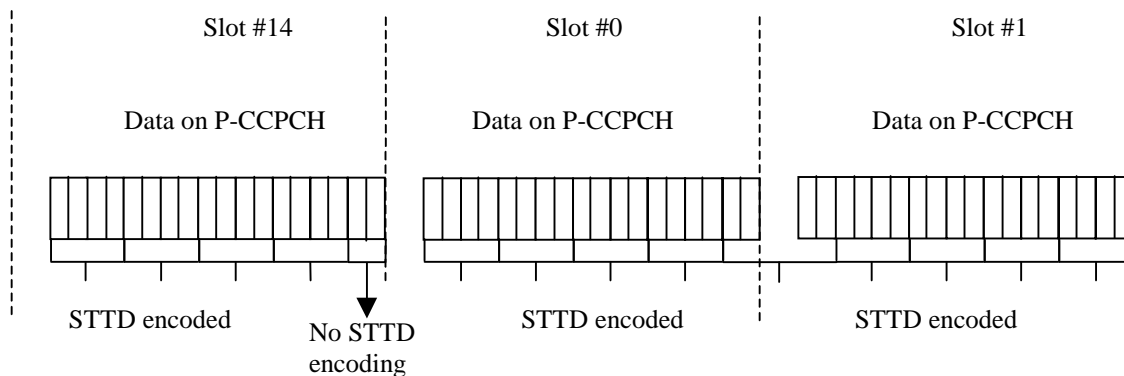 Slot #14 Slot #0 Slot #1
Data on P-CCPCH Data on P-CCPCH Data on P-CCPCH
STTD encoded No STTD encoding STTD encoded STTD encoded